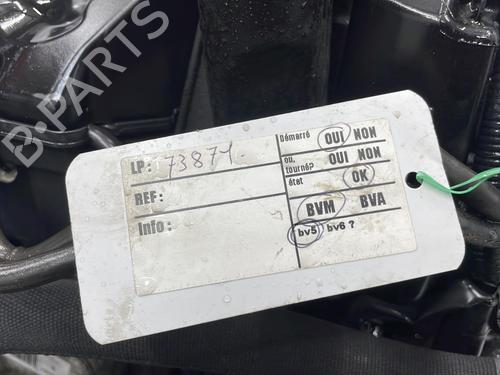 B-PARTS
LP: 73871
Démarré OUI NON
ou, tourné? OUI NON
REF:
état OK
Info:
BVM BVA
bv5 bv6 ?